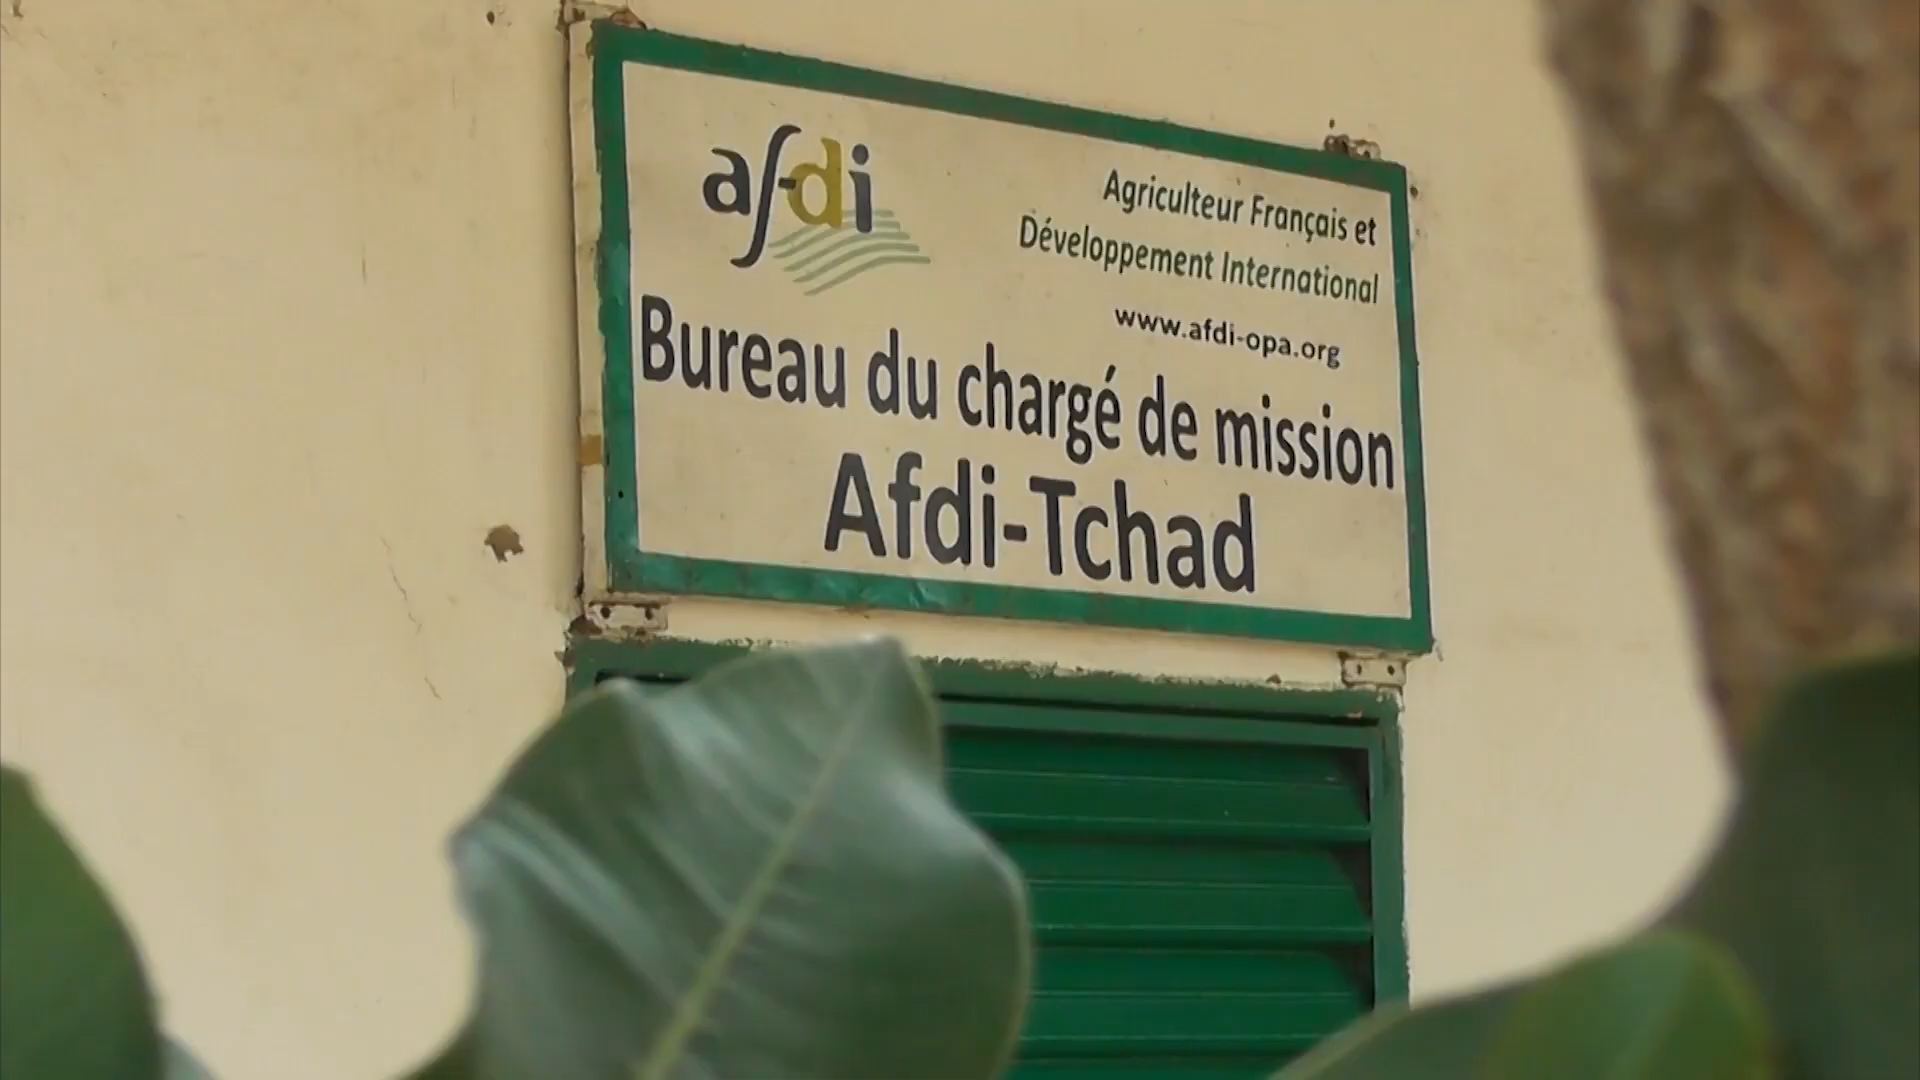 afdi
Agriculteur Français et
Développement International
www.afdi-opa.org
Bureau du chargé de mission
Afdi-Tchad